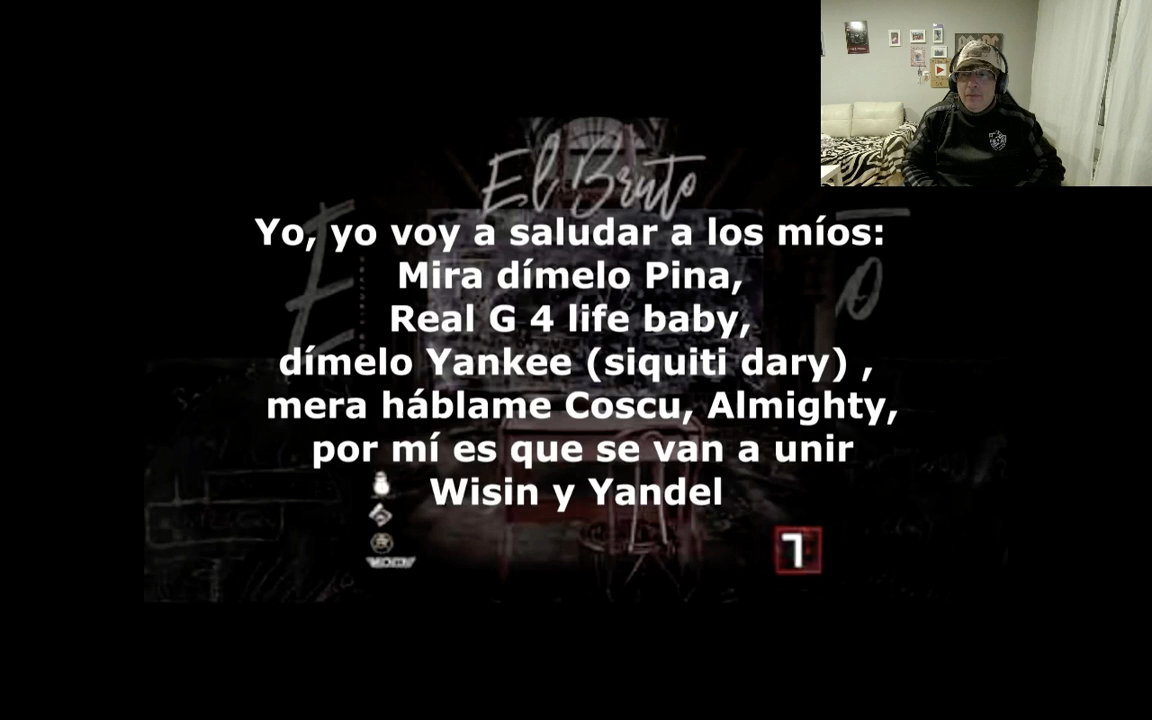 El Bruto
Yo, yo voy a saludar a los míos:
Mira dímelo Pina,
Real G 4 life baby,
dímelo Yankee (siquiti dary) ,
mera háblame Coscu, Almighty,
por mí es que se van a unir
Wisin y Yandel